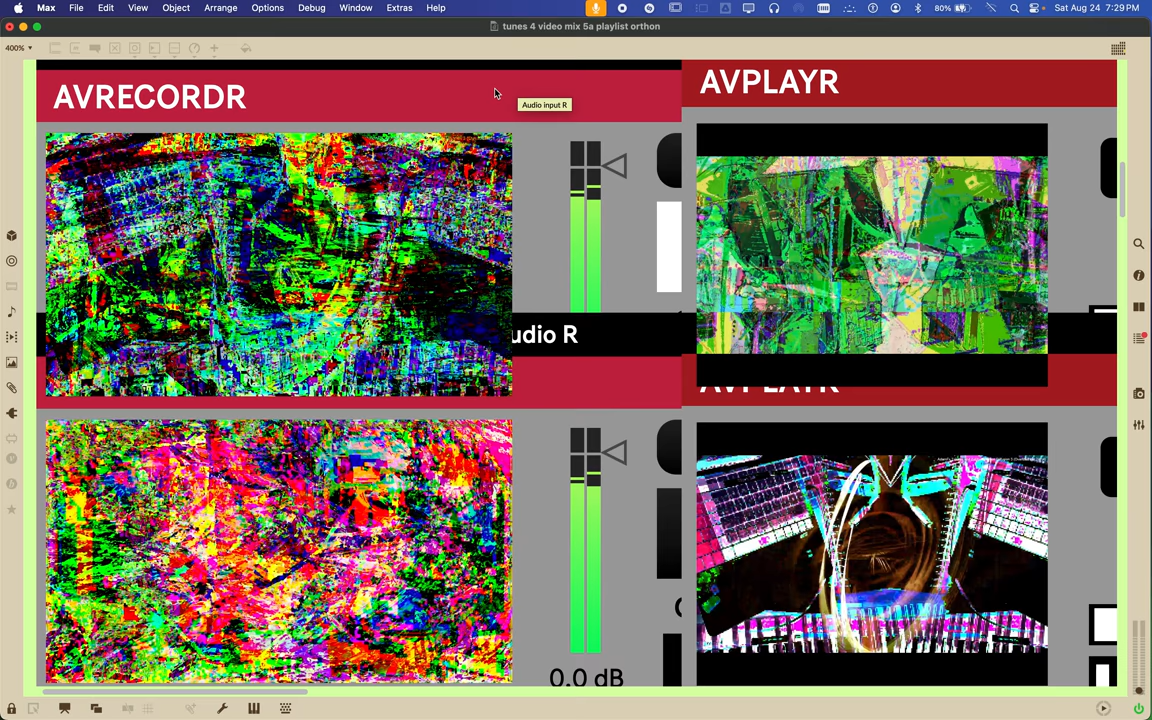 Max File Edit View Object Arrange Options Debug Window Extras Help
80% Sat Aug 24 7:29 PM
tunes 4 video mix 5a playlist orthon
400%
AVRECORDR
Audio input R
AVPLAYR
udio R
AVPLAYR
0.0 dB